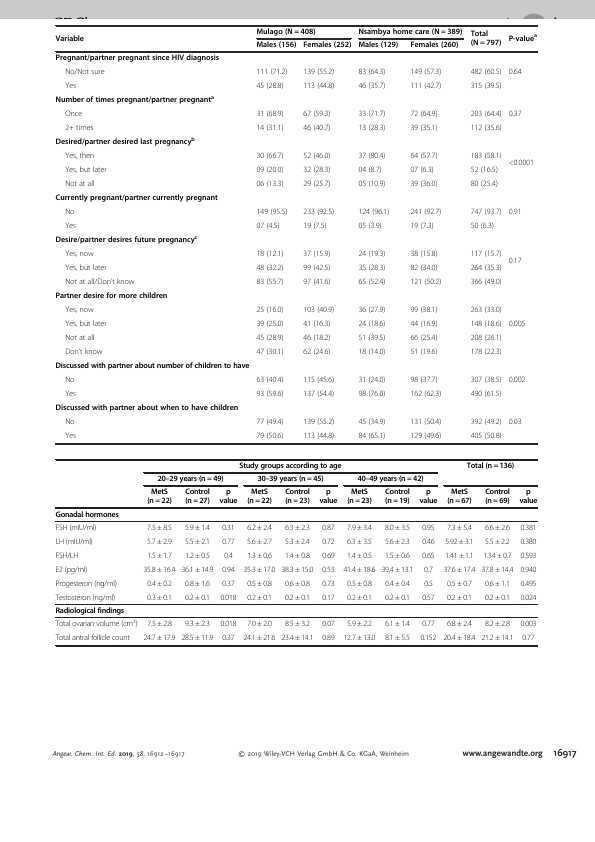 Variable Mulago (N = 408) Nsambya home care (N = 389) Total (N = 797) P-valueᵃ
Males (156) Females (252) Males (129) Females (260)
Pregnant/partner pregnant since HIV diagnosis
No/Not sure 111 (71.2) 139 (55.2) 83 (64.3) 149 (57.3) 482 (60.5) 0.64
Yes 45 (28.8) 113 (44.8) 46 (35.7) 111 (42.7) 315 (39.5)
Number of times pregnant/partner pregnantᵃ
Once 31 (68.9) 67 (59.3) 33 (71.7) 72 (64.9) 203 (64.4) 0.37
2+ times 14 (31.1) 46 (40.7) 13 (28.3) 39 (35.1) 112 (35.6)
Desired/partner desired last pregnancyᵇ
Yes, then 30 (66.7) 52 (46.0) 37 (80.4) 64 (57.7) 183 (58.1) <0.0001
Yes, but later 09 (20.0) 32 (28.3) 04 (8.7) 07 (6.3) 52 (16.5)
Not at all 06 (13.3) 29 (25.7) 05 (10.9) 39 (36.0) 80 (25.4)
Currently pregnant/partner currently pregnant
No 149 (95.5) 233 (92.5) 124 (96.1) 241 (92.7) 747 (93.7) 0.91
Yes 07 (4.5) 19 (7.5) 05 (3.9) 19 (7.3) 50 (6.3)
Desire/partner desires future pregnancyᶜ
Yes, now 18 (12.1) 37 (15.9) 24 (19.3) 38 (15.8) 117 (15.7) 0.17
Yes, but later 48 (32.2) 99 (42.5) 35 (28.3) 82 (34.0) 264 (35.3)
Not at all/Don't know 83 (55.7) 97 (41.6) 65 (52.4) 121 (50.2) 366 (49.0)
Partner desire for more children
Yes, now 25 (16.0) 103 (40.9) 36 (27.9) 99 (38.1) 263 (33.0)
Yes, but later 39 (25.0) 41 (16.3) 24 (18.6) 44 (16.9) 148 (18.6) 0.005
Not at all 45 (28.9) 46 (18.2) 51 (39.5) 66 (25.4) 208 (26.1)
Don't know 47 (30.1) 62 (24.6) 18 (14.0) 51 (19.6) 178 (22.3)
Discussed with partner about number of children to have
No 63 (40.4) 115 (45.6) 31 (24.0) 98 (37.7) 307 (38.5) 0.002
Yes 93 (59.6) 137 (54.4) 98 (76.0) 162 (62.3) 490 (61.5)
Discussed with partner about when to have children
No 77 (49.4) 139 (55.2) 45 (34.9) 131 (50.4) 392 (49.2) 0.03
Yes 79 (50.6) 113 (44.8) 84 (65.1) 129 (49.6) 405 (50.8)
Study groups according to age Total (n = 136)
20–29 years (n = 49) 30–39 years (n = 45) 40–49 years (n = 42)
MetS (n = 22) Control (n = 27) p value MetS (n = 22) Control (n = 23) p value MetS (n = 23) Control (n = 19) p value MetS (n = 67) Control (n = 69) p value
Gonadal hormones
FSH (mIU/ml) 7.5 ± 8.5 5.9 ± 1.4 0.31 6.2 ± 2.4 6.3 ± 2.3 0.87 7.9 ± 3.4 8.0 ± 3.5 0.95 7.3 ± 5.4 6.6 ± 2.6 0.381
LH (mIU/ml) 5.7 ± 2.9 5.5 ± 2.1 0.77 5.6 ± 2.7 5.3 ± 2.4 0.72 6.3 ± 3.5 5.6 ± 2.3 0.46 5.92 ± 3.1 5.5 ± 2.2 0.380
FSH/LH 1.5 ± 1.7 1.2 ± 0.5 0.4 1.3 ± 0.6 1.4 ± 0.8 0.69 1.4 ± 0.5 1.5 ± 0.6 0.65 1.41 ± 1.1 1.34 ± 0.7 0.593
E2 (pg/ml) 35.8 ± 16.4 36.1 ± 14.9 0.94 35.3 ± 17.0 38.3 ± 15.0 0.53 41.4 ± 18.6 39.4 ± 13.1 0.7 37.6 ± 17.4 37.8 ± 14.4 0.940
Progesteron (ng/ml) 0.4 ± 0.2 0.8 ± 1.6 0.37 0.5 ± 0.8 0.6 ± 0.8 0.73 0.5 ± 0.8 0.4 ± 0.4 0.5 0.5 ± 0.7 0.6 ± 1.1 0.495
Testosteron (ng/ml) 0.3 ± 0.1 0.2 ± 0.1 0.018 0.2 ± 0.1 0.2 ± 0.1 0.17 0.2 ± 0.1 0.2 ± 0.1 0.57 0.2 ± 0.1 0.2 ± 0.1 0.024
Radiological findings
Total ovarian volume (cm³) 7.5 ± 2.8 9.3 ± 2.3 0.018 7.0 ± 2.0 8.5 ± 3.2 0.07 5.9 ± 2.2 6.1 ± 1.4 0.77 6.8 ± 2.4 8.2 ± 2.8 0.003
Total antral follicle count 24.7 ± 17.9 28.5 ± 11.9 0.37 24.1 ± 21.6 23.4 ± 14.1 0.89 12.7 ± 13.0 8.1 ± 5.5 0.152 20.4 ± 18.4 21.2 ± 14.1 0.77
Angew. Chem. Int. Ed. 2019, 58, 16912–16917 © 2019 Wiley-VCH Verlag GmbH & Co. KGaA, Weinheim www.angewandte.org 16917